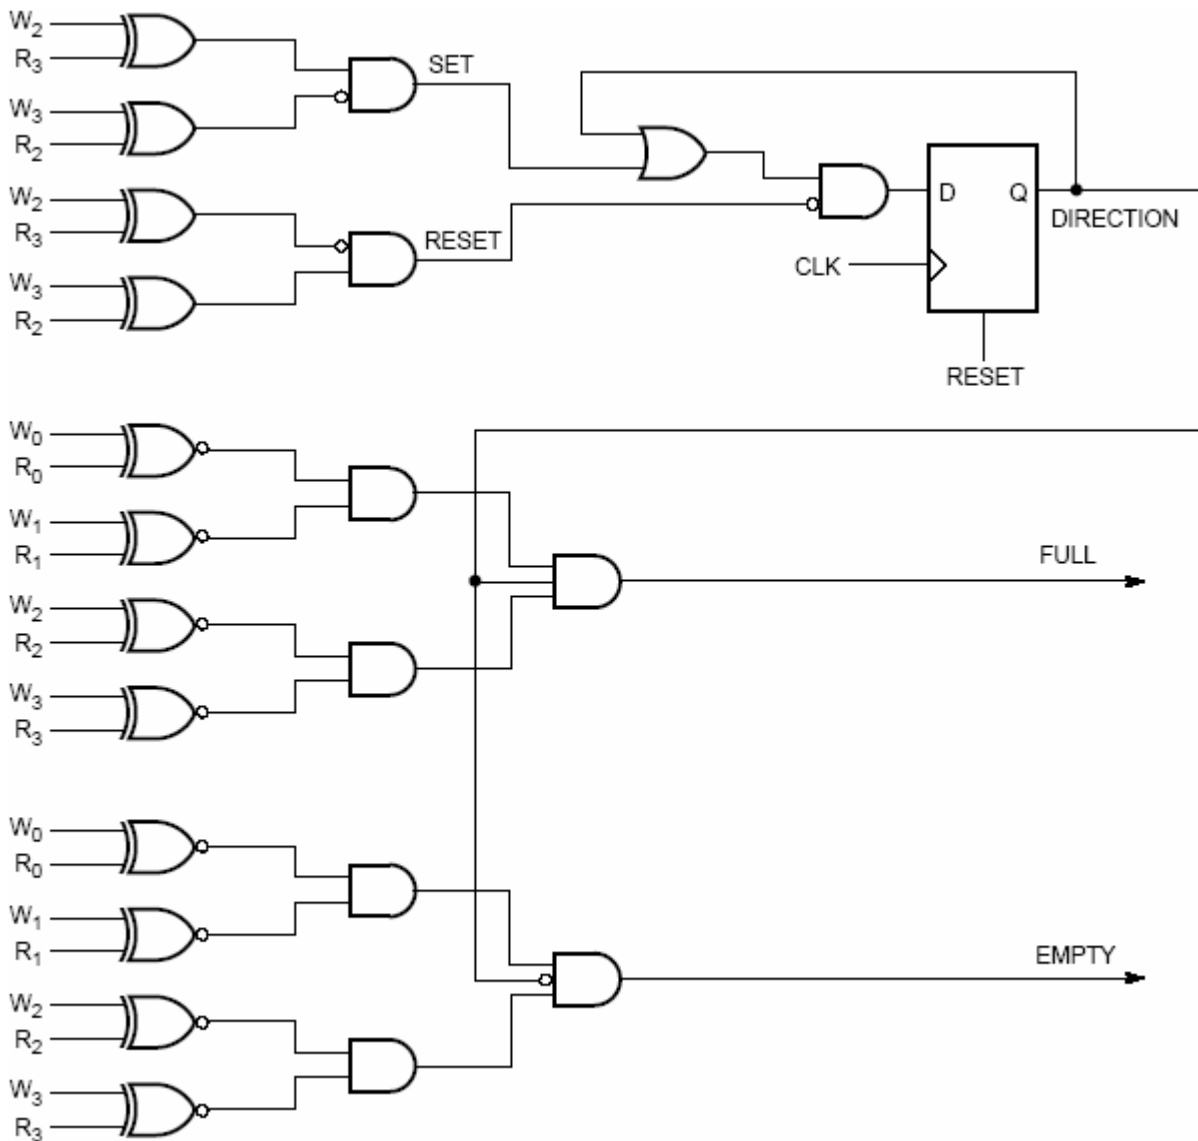 W2
R3
SET
W3
R2
W2
R3
RESET
W3
R2
D
Q
DIRECTION
CLK
RESET
W0
R0
W1
R1
FULL
W2
R2
W3
R3
W0
R0
W1
R1
EMPTY
W2
R2
W3
R3